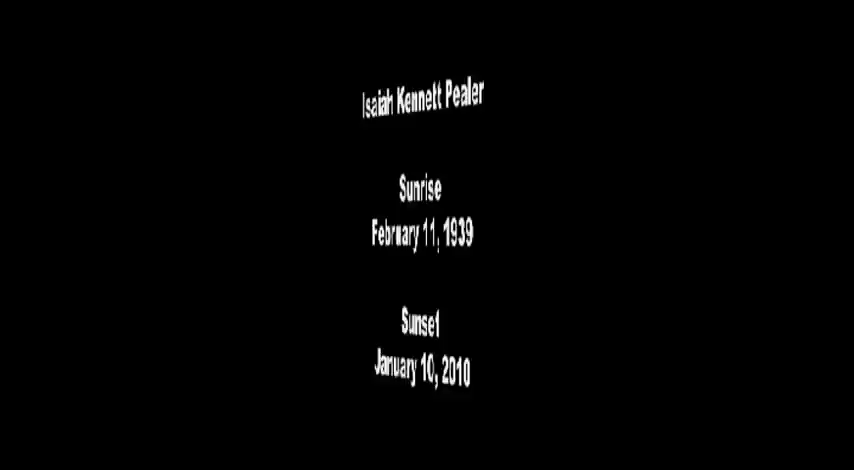 Isaiah Kennett Pealer
Sunrise
February 11, 1939
Sunset
January 10, 2010